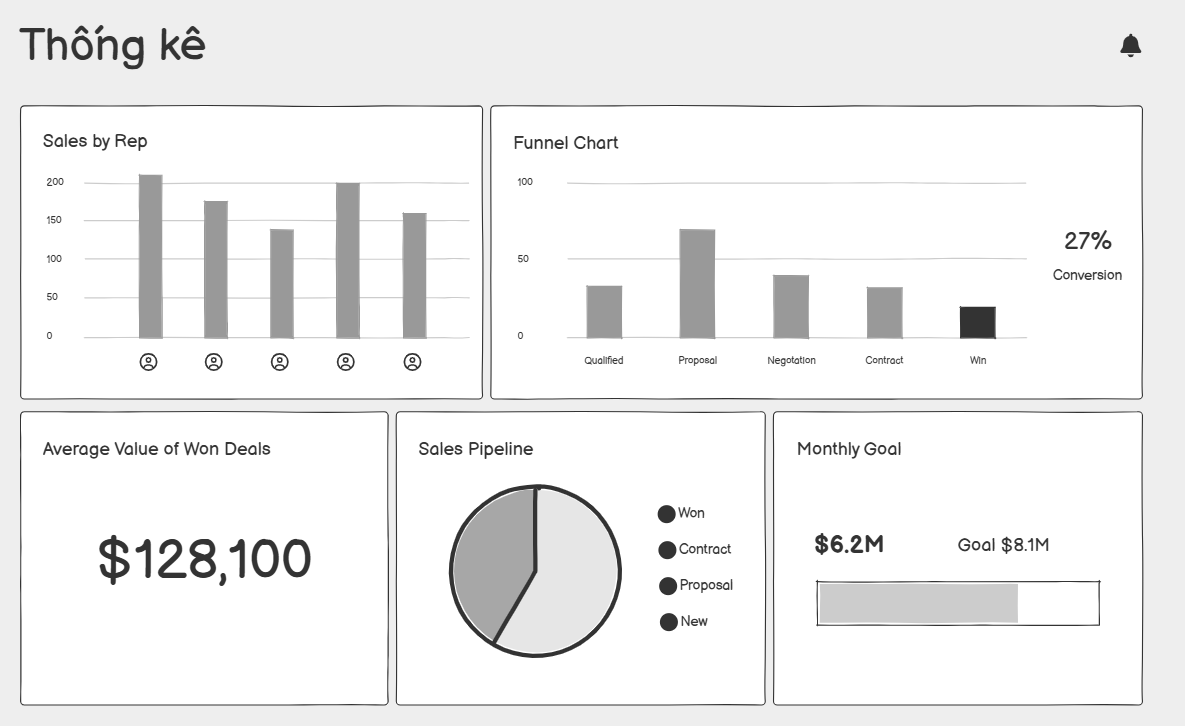 Thống kê
Sales by Rep
200
150
100
50
0
Funnel Chart
100
50
0
Qualified
Proposal
Negotation
Contract
Win
27%
Conversion
Average Value of Won Deals
$128,100
Sales Pipeline
Won
Contract
Proposal
New
Monthly Goal
$6.2M
Goal $8.1M